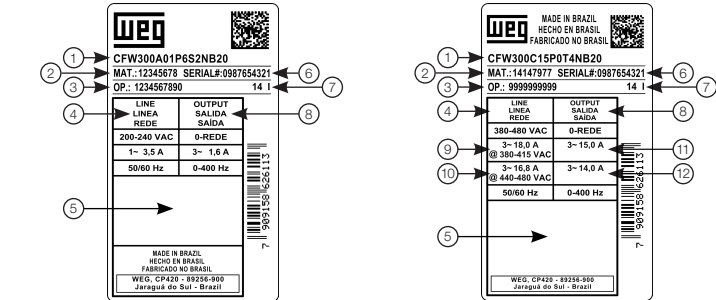 weg
1 CFW300A01P6S2NB20
2 MAT.:12345678 SERIAL#:0987654321 6
3 OP.: 1234567890 14 I 7
4 LINE LINEA REDE OUTPUT SALIDA SAÍDA 8
200-240 VAC 0-REDE
1~ 3,5 A 3~ 1,6 A
50/60 Hz 0-400 Hz
5
7 909158 626113
MADE IN BRAZIL
HECHO EN BRASIL
FABRICADO NO BRASIL
WEG, CP420 - 89256-900
Jaraguá do Sul - Brazil
weg
MADE IN BRAZIL
HECHO EN BRASIL
FABRICADO NO BRASIL
1 CFW300C15P0T4NB20
2 MAT.:14147977 SERIAL#:0987654321 6
3 OP.: 9999999999 14 I 7
4 LINE LINEA REDE OUTPUT SALIDA SAÍDA 8
380-480 VAC 0-REDE
9 3~ 18,0 A 3~ 15,0 A 11
@ 380-415 VAC
10 3~ 16,8 A 3~ 14,0 A 12
@ 440-480 VAC
50/60 Hz 0-400 Hz
5
7 909158 626113
WEG, CP420 - 89256-900
Jaraguá do Sul - Brazil